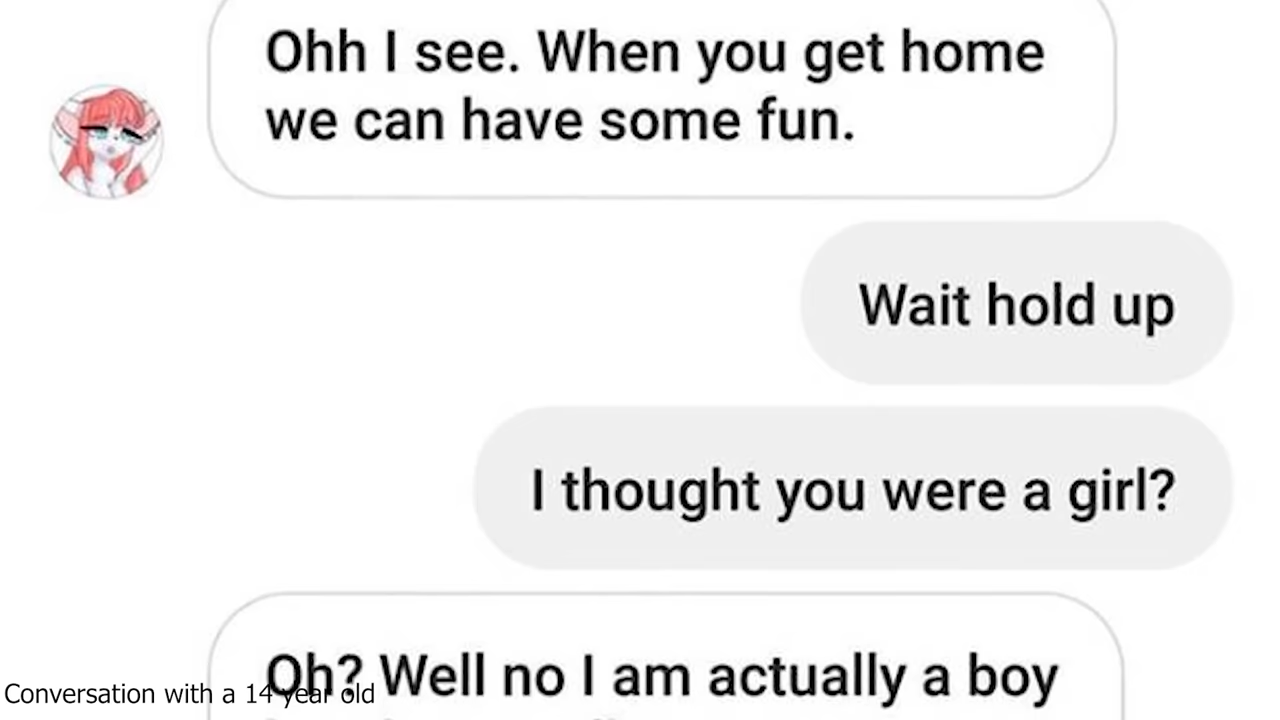 Ohh I see. When you get home
we can have some fun.
Wait hold up
I thought you were a girl?
Oh? Well no I am actually a boy
Conversation with a 14 year old